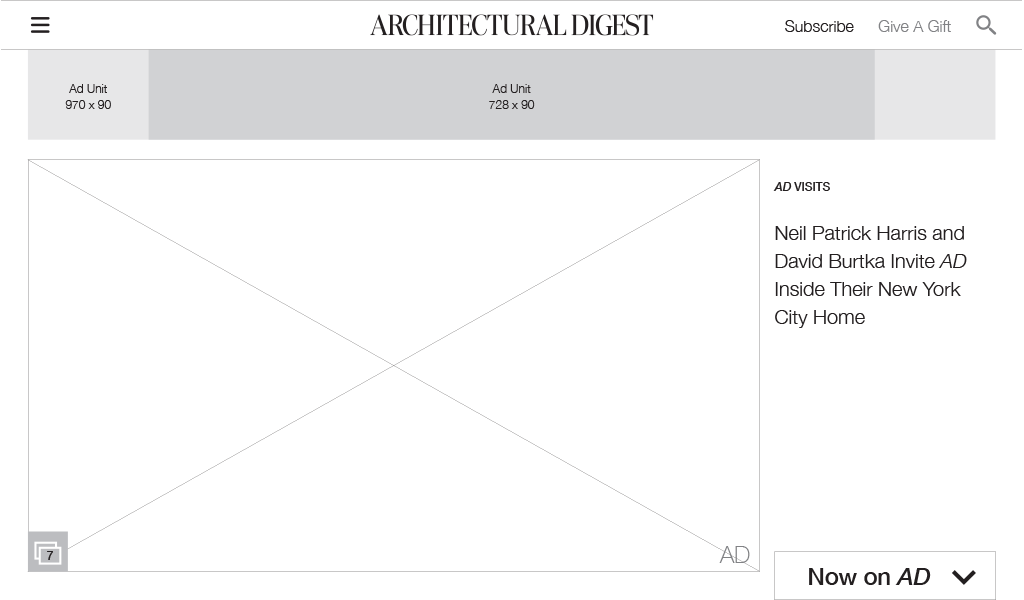 ARCHITECTURAL DIGEST
Subscribe
Give A Gift
Ad Unit
970 x 90
Ad Unit
728 x 90
AD VISITS
Neil Patrick Harris and
David Burtka Invite AD
Inside Their New York
City Home
7
AD
Now on AD